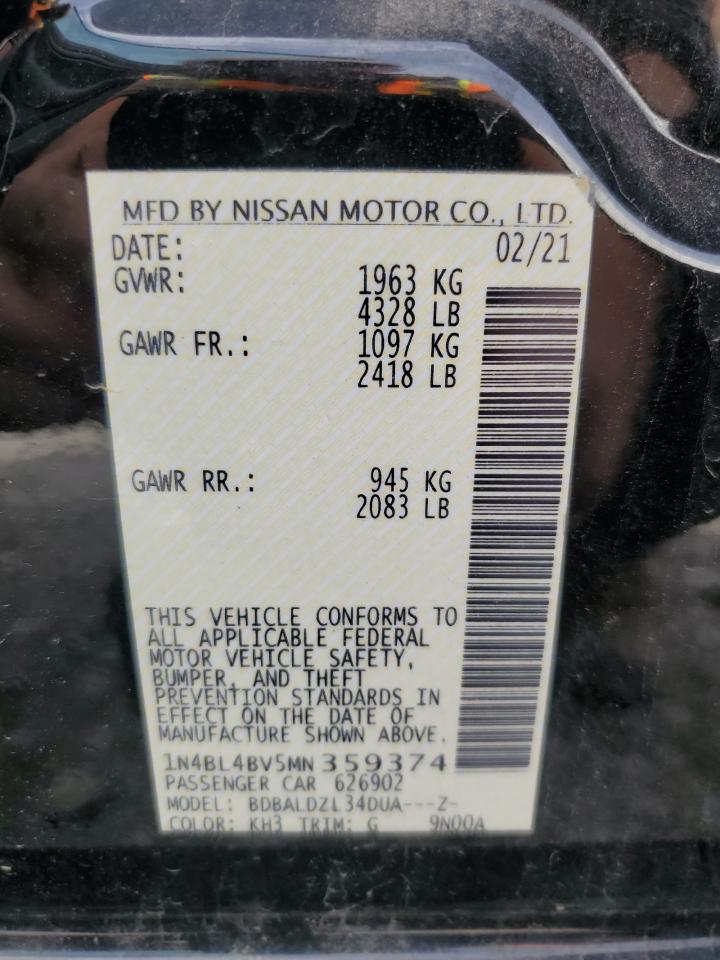 MFD BY NISSAN MOTOR CO., LTD.
DATE: 02/21
GVWR: 1963 KG
4328 LB
GAWR FR.: 1097 KG
2418 LB
GAWR RR.: 945 KG
2083 LB
THIS VEHICLE CONFORMS TO
ALL APPLICABLE FEDERAL
MOTOR VEHICLE SAFETY,
BUMPER, AND THEFT
PREVENTION STANDARDS IN
EFFECT ON THE DATE OF
MANUFACTURE SHOWN ABOVE.
1N4BL4BV5MN359374
PASSENGER CAR 626902
MODEL: BDBALDZL34DUA---Z-
COLOR: KH3 TRIM: G 9N00A